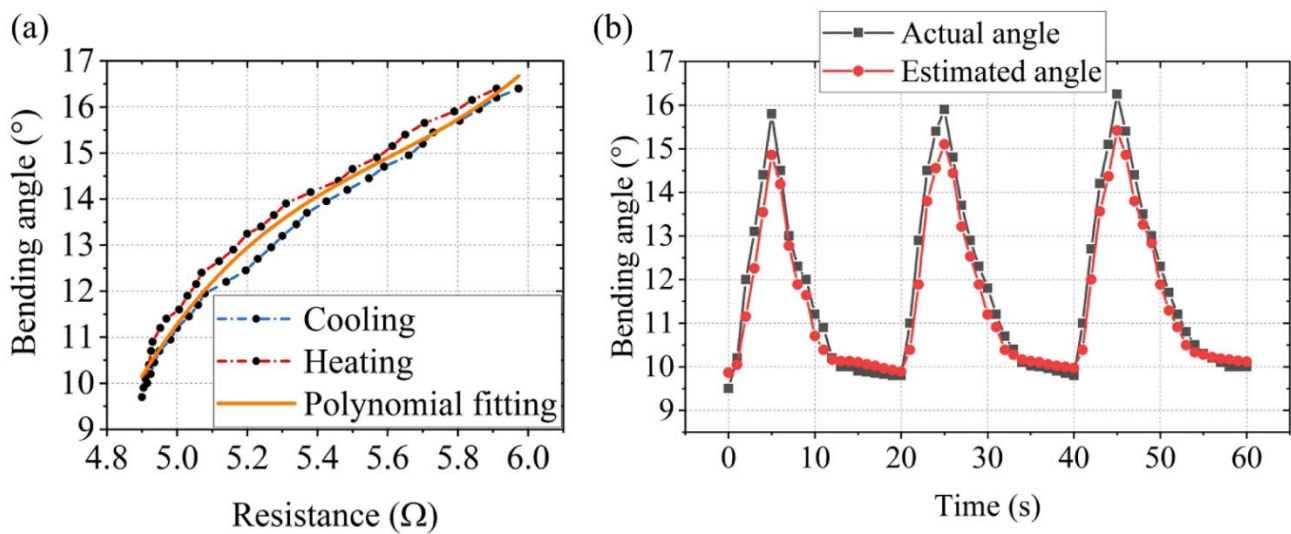 (a)
17
16
15
14
13
12
11
10
9
Bending angle (°)
4.8 5.0 5.2 5.4 5.6 5.8 6.0
Resistance (Ω)
Cooling
Heating
Polynomial fitting
(b)
Actual angle
Estimated angle
17
16
15
14
13
12
11
10
9
Bending angle (°)
0 10 20 30 40 50 60
Time (s)